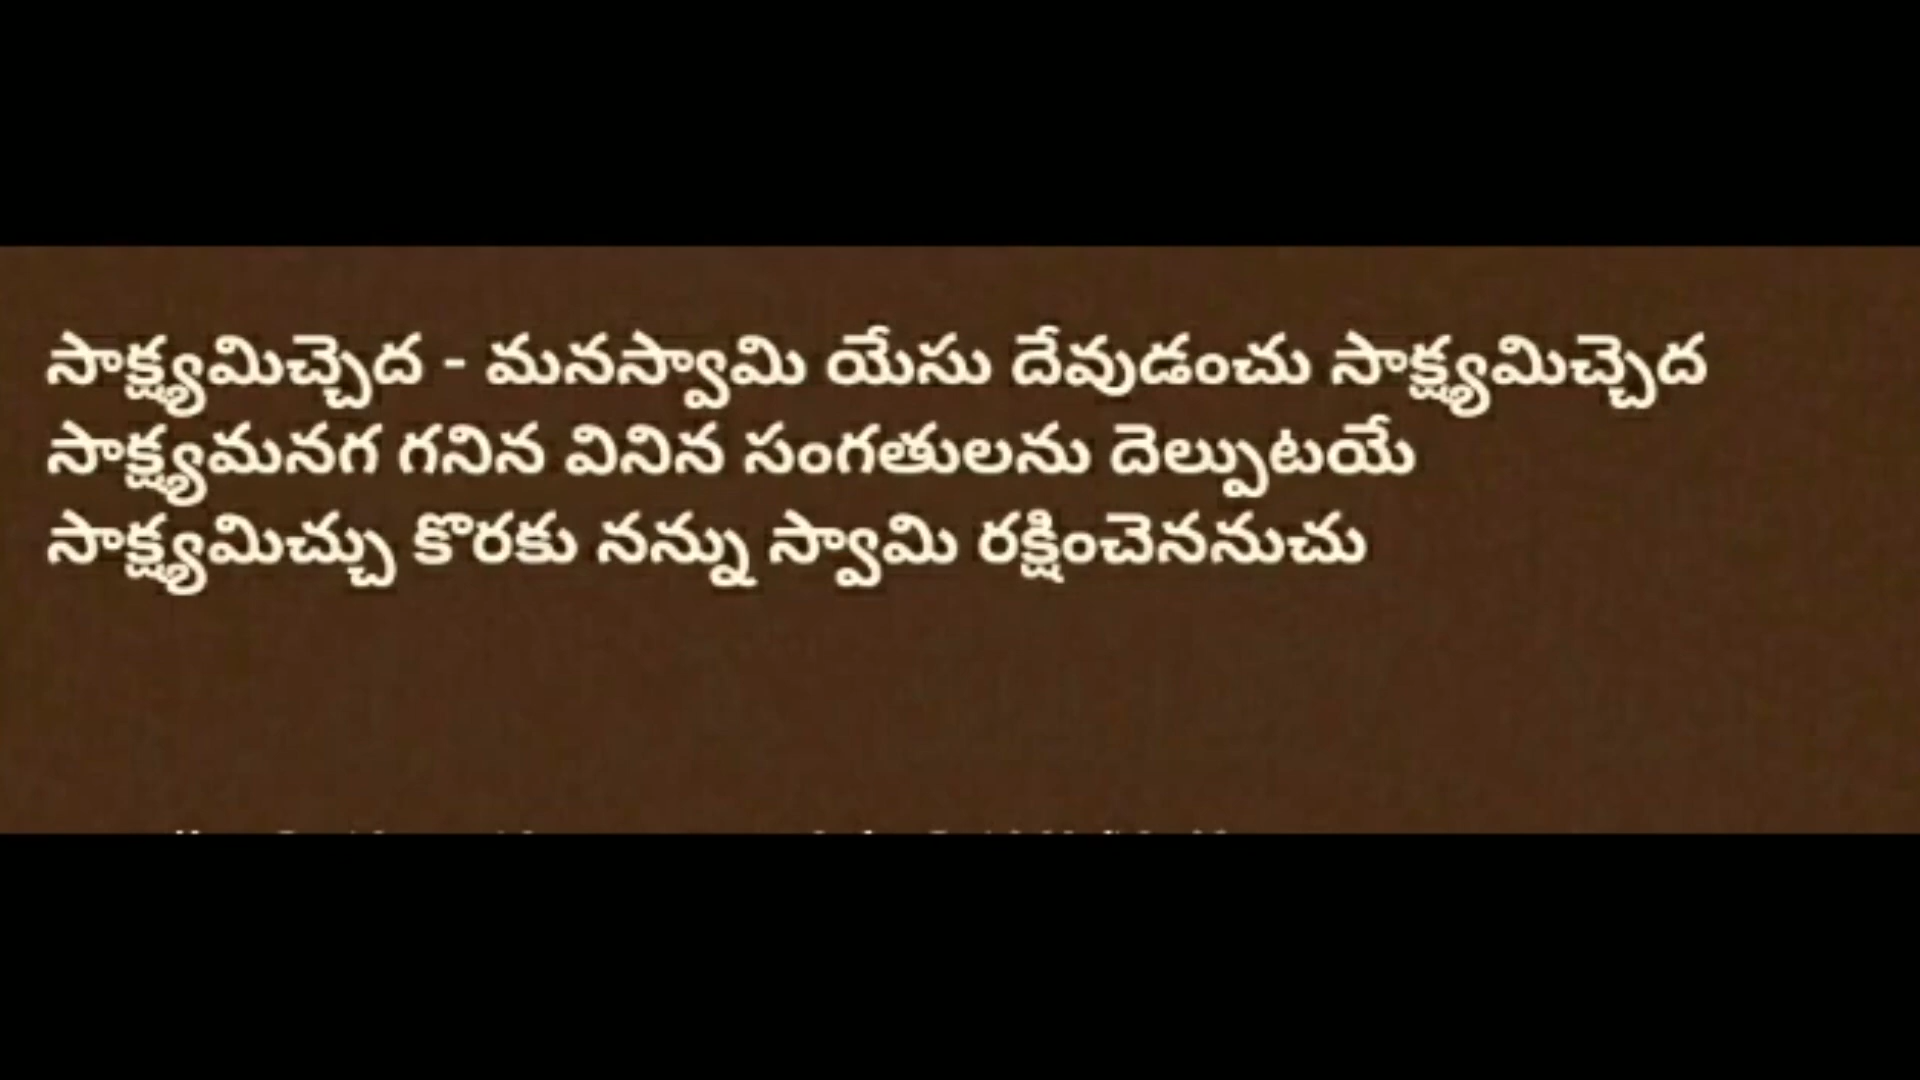 సాక్ష్యమిచ్చెద - మనస్వామి యేసు దేవుడంచు సాక్ష్యమిచ్చెద
సాక్ష్యమనగ గనిన వినిన సంగతులను దెల్పుటయే
సాక్ష్యమిచ్చు కొరకు నన్ను స్వామి రక్షించెననుచు